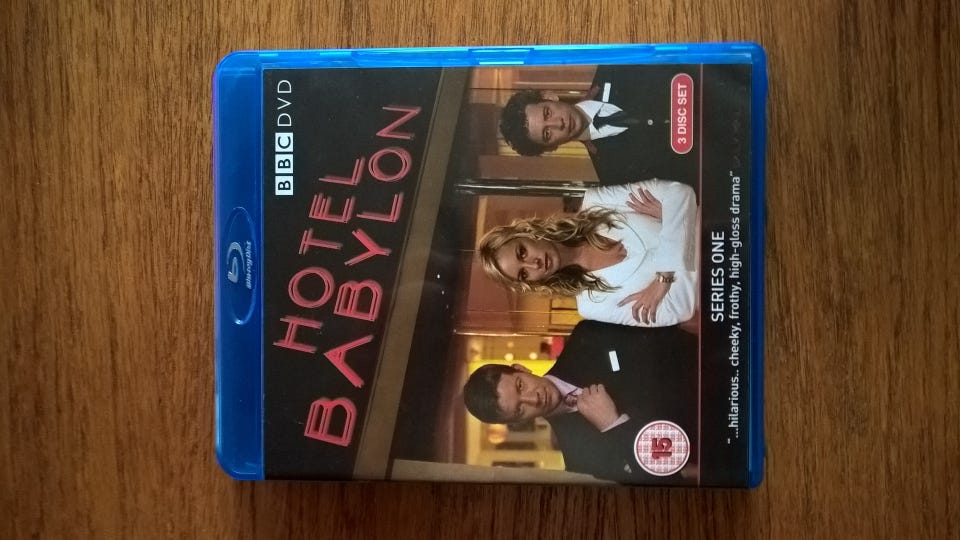 BBC DVD
HOTEL
BABYLON
3 DISC SET
15
SERIES ONE
"...hilarious.. cheeky, frothy, high-gloss drama"